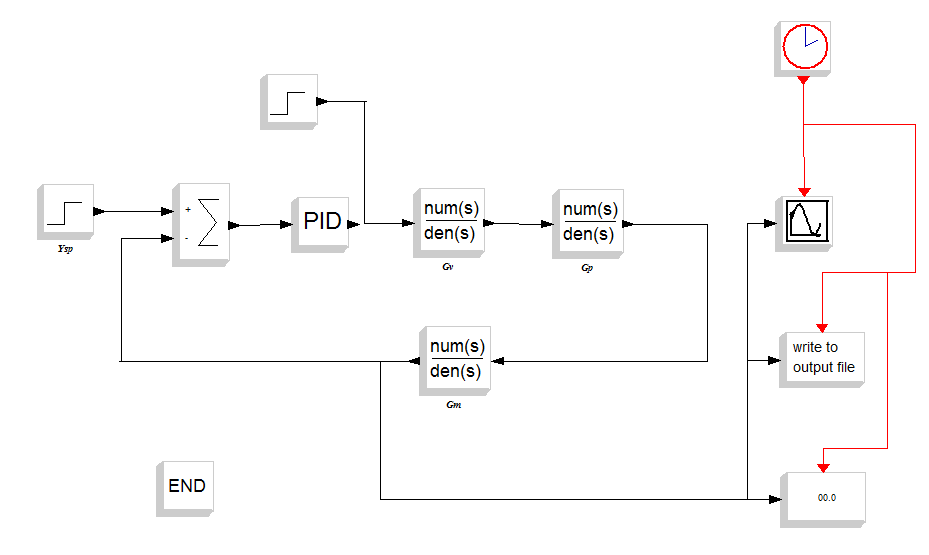 Ysp
+
-
PID
num(s)
den(s)
Gv
num(s)
den(s)
Gp
num(s)
den(s)
Gm
write to
output file
END
00.0